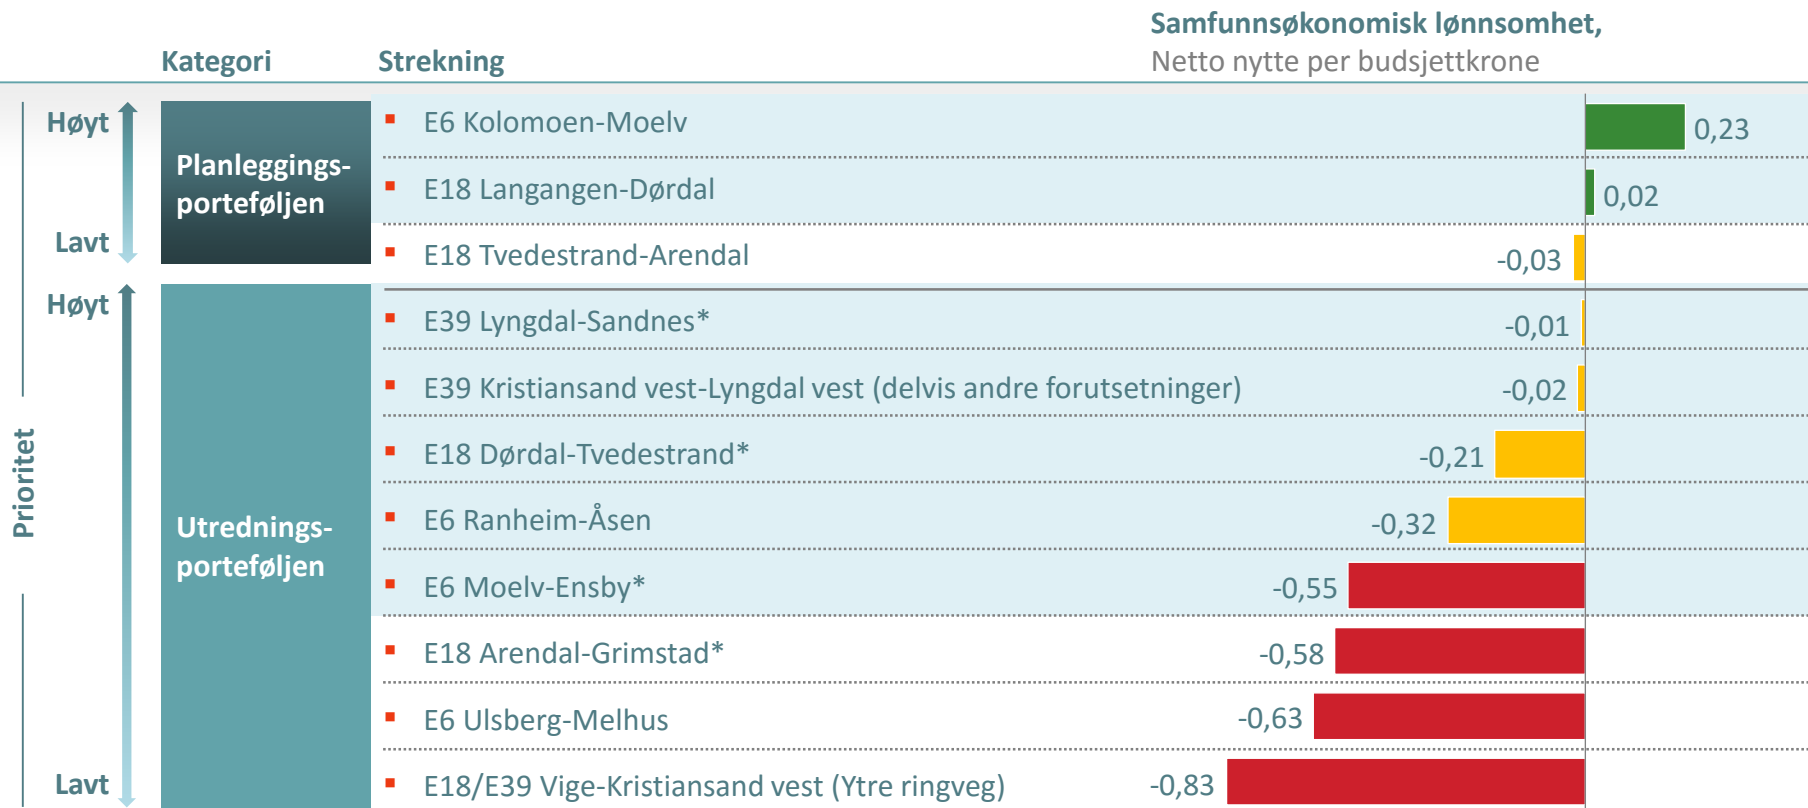 Samfunnsøkonomisk lønnsomhet,
Kategori Strekning Netto nytte per budsjettkrone
Prioritet
Høyt
Lavt
Planleggings-
porteføljen
▪ E6 Kolomoen-Moelv 0,23
▪ E18 Langangen-Dørdal 0,02
▪ E18 Tvedestrand-Arendal -0,03
Høyt
Lavt
Utrednings-
porteføljen
▪ E39 Lyngdal-Sandnes* -0,01
▪ E39 Kristiansand vest-Lyngdal vest (delvis andre forutsetninger) -0,02
▪ E18 Dørdal-Tvedestrand* -0,21
▪ E6 Ranheim-Åsen -0,32
▪ E6 Moelv-Ensby* -0,55
▪ E18 Arendal-Grimstad* -0,58
▪ E6 Ulsberg-Melhus -0,63
▪ E18/E39 Vige-Kristiansand vest (Ytre ringveg) -0,83